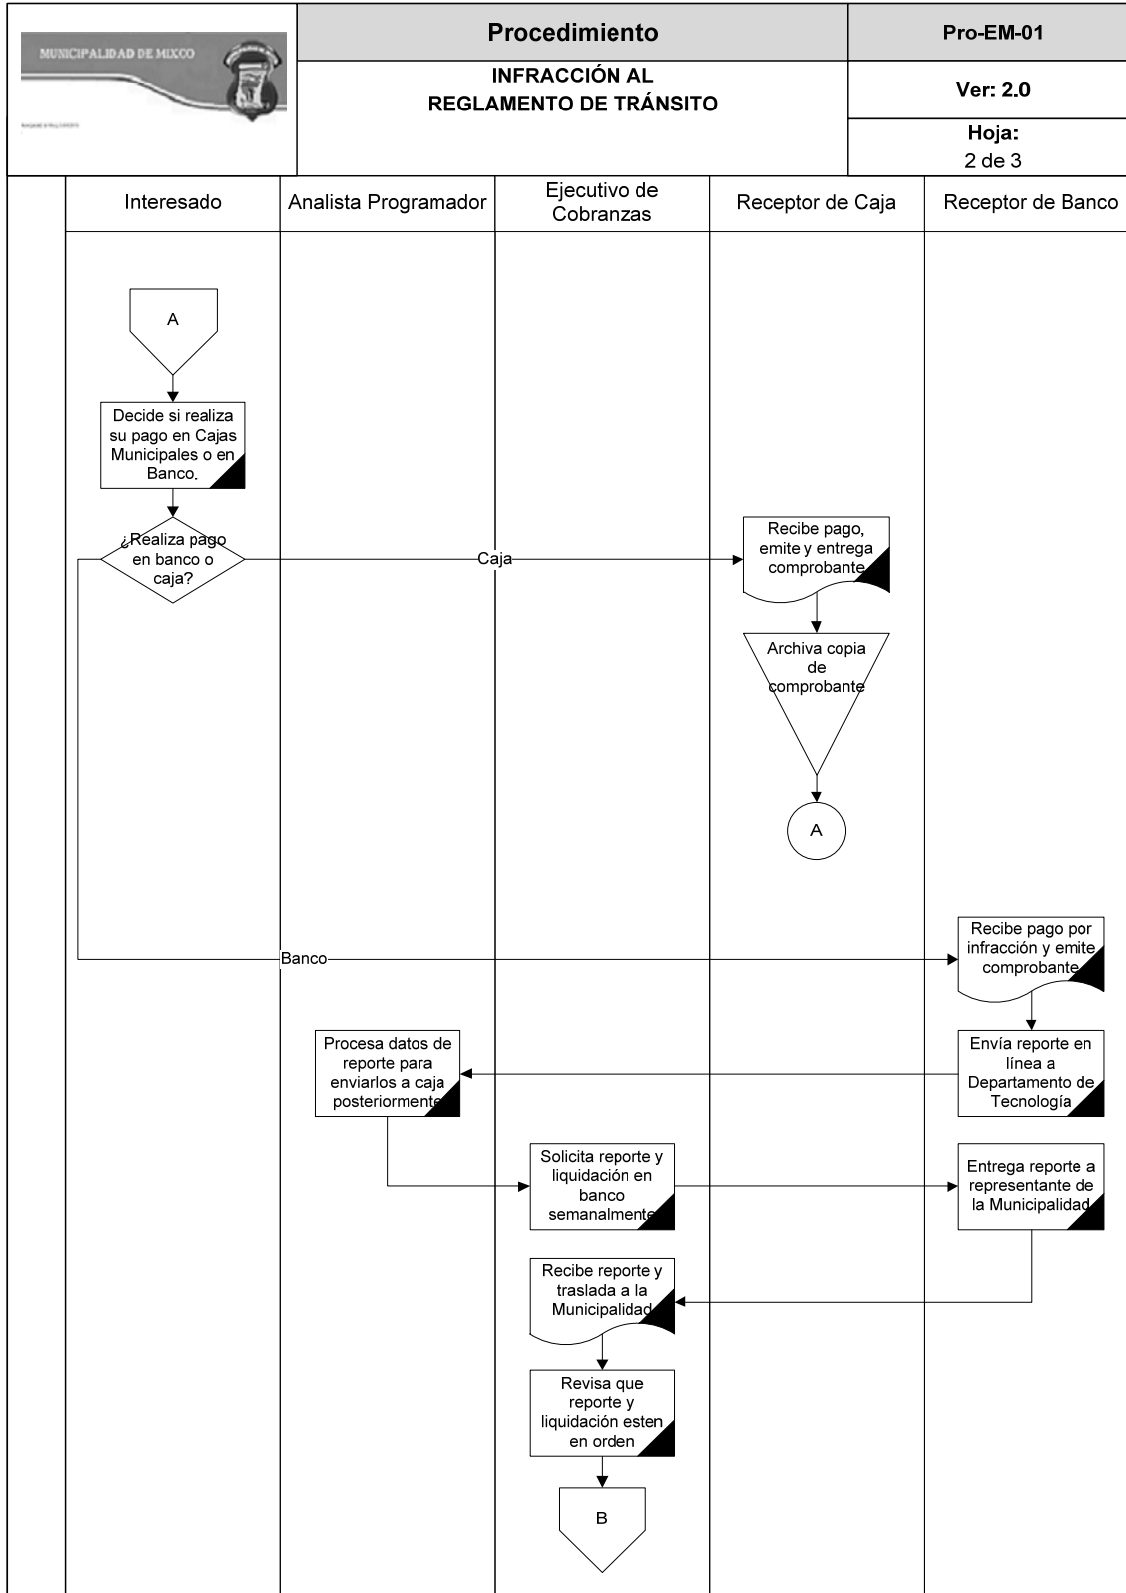 MUNICIPALIDAD DE MIXCO
Procedimiento
Pro-EM-01
INFRACCIÓN AL
REGLAMENTO DE TRÁNSITO
Ver: 2.0
Hoja:
2 de 3
Interesado
Analista Programador
Ejecutivo de
Cobranzas
Receptor de Caja
Receptor de Banco
A
Decide si realiza
su pago en Cajas
Municipales o en
Banco.
¿Realiza pago
en banco o
caja?
Caja
Recibe pago,
emite y entrega
comprobante
Archiva copia
de
comprobante
A
Banco
Recibe pago por
infracción y emite
comprobante
Envía reporte en
línea a
Departamento de
Tecnología
Procesa datos de
reporte para
enviarlos a caja
posteriormente
Solicita reporte y
liquidación en
banco
semanalmente
Entrega reporte a
representante de
la Municipalidad
Recibe reporte y
traslada a la
Municipalidad
Revisa que
reporte y
liquidación esten
en orden
B